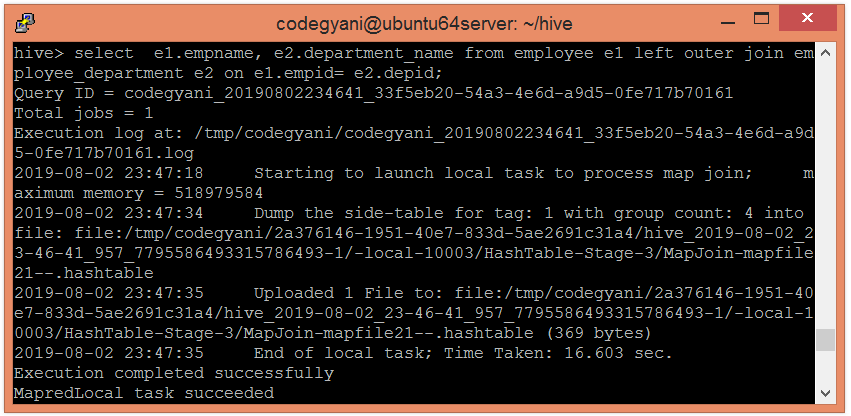 codegyani@ubuntu64server: ~/hive
hive> select  e1.empname, e2.department_name from employee e1 left outer join em
ployee_department e2 on e1.empid= e2.depid;
Query ID = codegyani_20190802234641_33f5eb20-54a3-4e6d-a9d5-0fe717b70161
Total jobs = 1
Execution log at: /tmp/codegyani/codegyani_20190802234641_33f5eb20-54a3-4e6d-a9d
5-0fe717b70161.log
2019-08-02 23:47:18     Starting to launch local task to process map join;      m
aximum memory = 518979584
2019-08-02 23:47:34     Dump the side-table for tag: 1 with group count: 4 into
file: file:/tmp/codegyani/2a376146-1951-40e7-833d-5ae2691c31a4/hive_2019-08-02_2
3-46-41_957_7795586493315786493-1/-local-10003/HashTable-Stage-3/MapJoin-mapfile
21--.hashtable
2019-08-02 23:47:35     Uploaded 1 File to: file:/tmp/codegyani/2a376146-1951-40
e7-833d-5ae2691c31a4/hive_2019-08-02_23-46-41_957_7795586493315786493-1/-local-1
0003/HashTable-Stage-3/MapJoin-mapfile21--.hashtable (369 bytes)
2019-08-02 23:47:35     End of local task; Time Taken: 16.603 sec.
Execution completed successfully
MapredLocal task succeeded